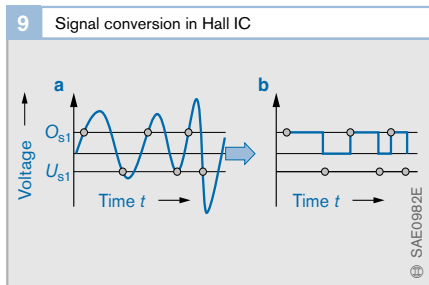 9 Signal conversion in Hall IC
a
b
Voltage
Os1
Us1
Time t
Time t
SAE0982E